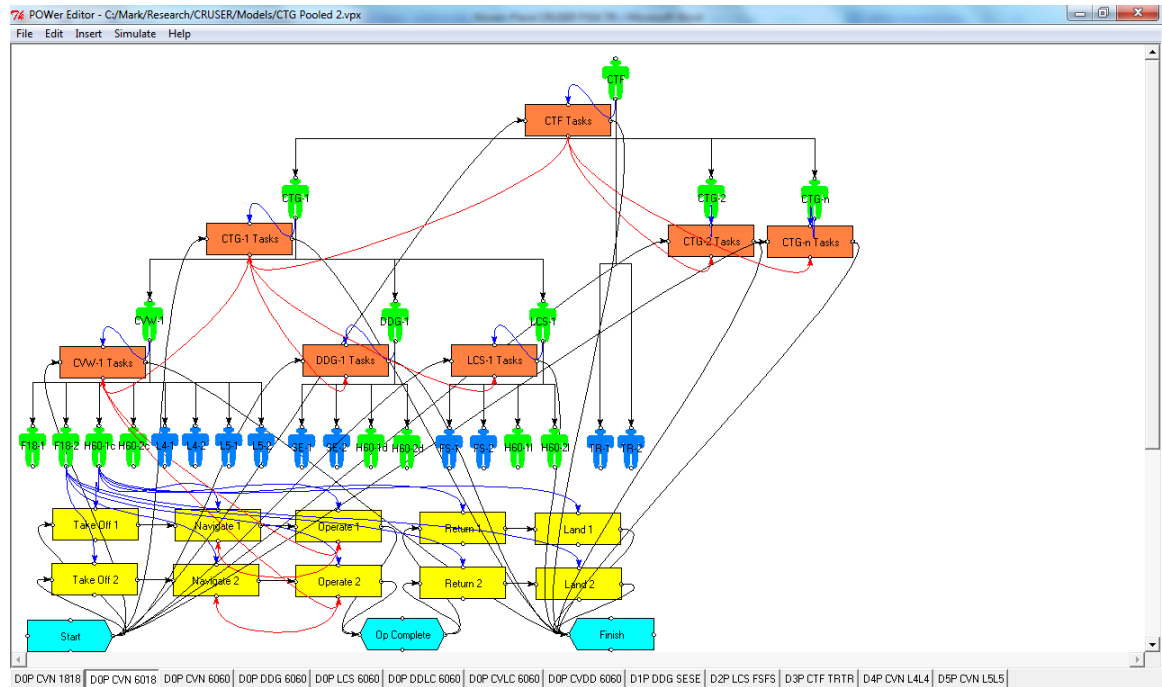 POWer Editor - C:/Mark/Research/CRUSER/Models/CTG Pooled 2.vpx
File Edit Insert Simulate Help
CTF
CTF Tasks
CTG-1
CTG-2
CTG-n
CTG-1 Tasks
CTG-2 Tasks
CTG-n Tasks
CVW-1
DDG-1
LCS-1
CVW-1 Tasks
DDG-1 Tasks
LCS-1 Tasks
F18-1 F18-2 H60-1c H60-2c L4-1 L4-2 L5-1 L5-2 SE-1 SE-2 H60-1d H60-2d FS-1 FS-2 H60-1l H60-2l TR-1 TR-2
Take Off 1 Navigate 1 Operate 1 Return 1 Land 1
Take Off 2 Navigate 2 Operate 2 Return 2 Land 2
Start Op Complete Finish
D0P CVN 1818 D0P CVN 6018 D0P CVN 6060 D0P DDG 6060 D0P LCS 6060 D0P DDLC 6060 D0P CVLC 6060 D0P CVDD 6060 D1P DDG SESE D2P LCS FSFS D3P CTF TRTR D4P CVN L4L4 D5P CVN L5L5